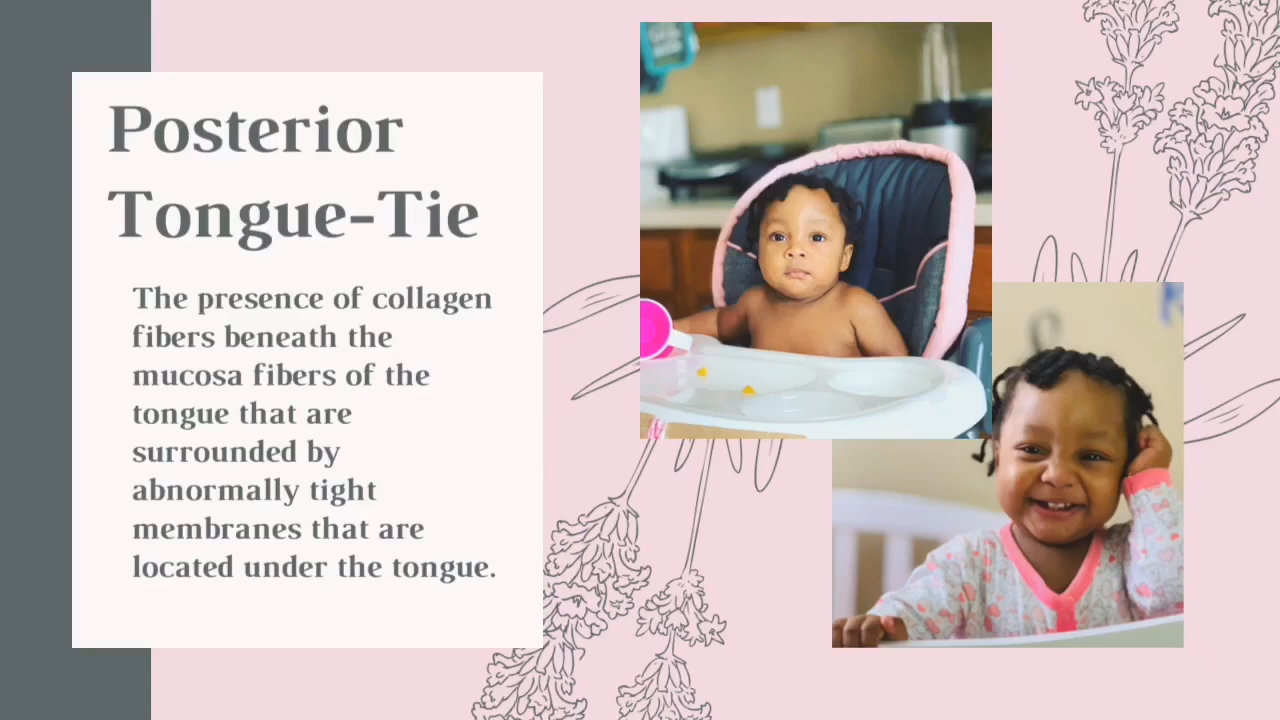 Posterior
Tongue-Tie
The presence of collagen
fibers beneath the
mucosa fibers of the
tongue that are
surrounded by
abnormally tight
membranes that are
located under the tongue.